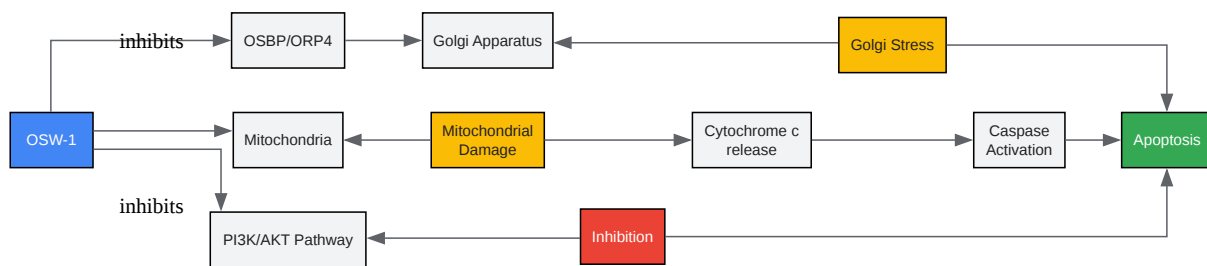 inhibits
OSBP/ORP4
Golgi Apparatus
Golgi Stress
OSW-1
Mitochondria
Mitochondrial
Damage
Cytochrome c
release
Caspase
Activation
Apoptosis
inhibits
PI3K/AKT Pathway
Inhibition